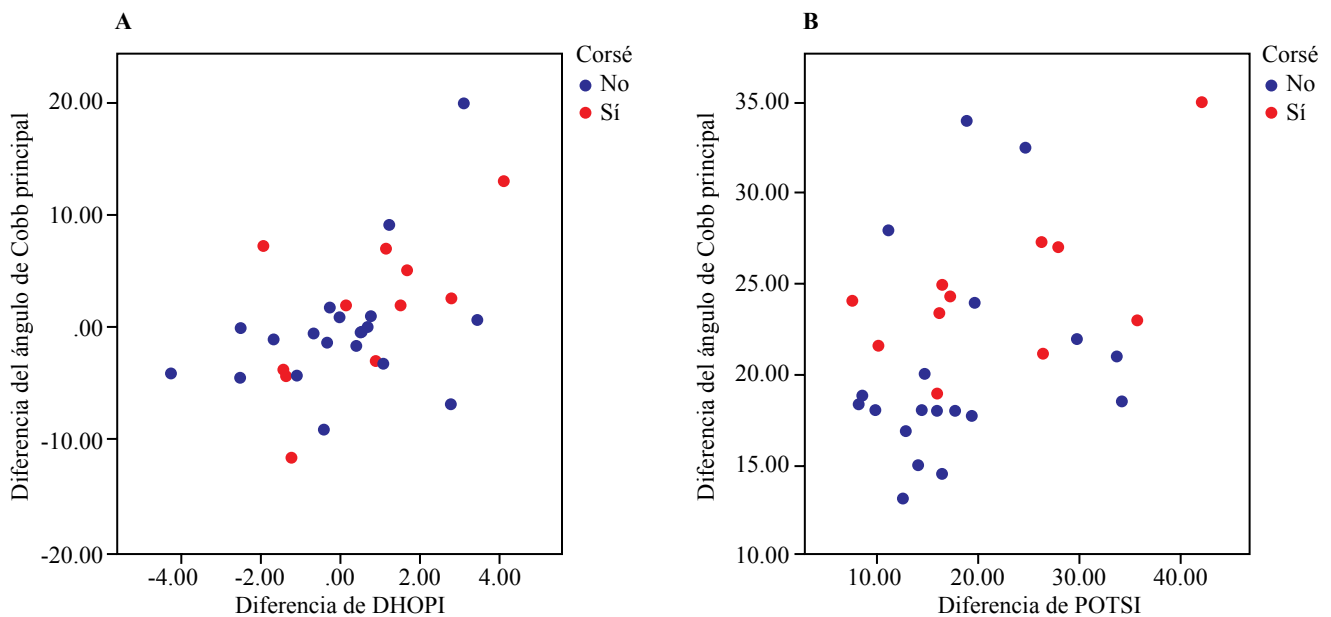 A
Corsé
No
Sí
Diferencia del ángulo de Cobb principal
20.00
10.00
.00
-10.00
-20.00
-4.00 -2.00 .00 2.00 4.00
Diferencia de DHOPI
B
Corsé
No
Sí
Diferencia del ángulo de Cobb principal
35.00
30.00
25.00
20.00
15.00
10.00
10.00 20.00 30.00 40.00
Diferencia de POTSI